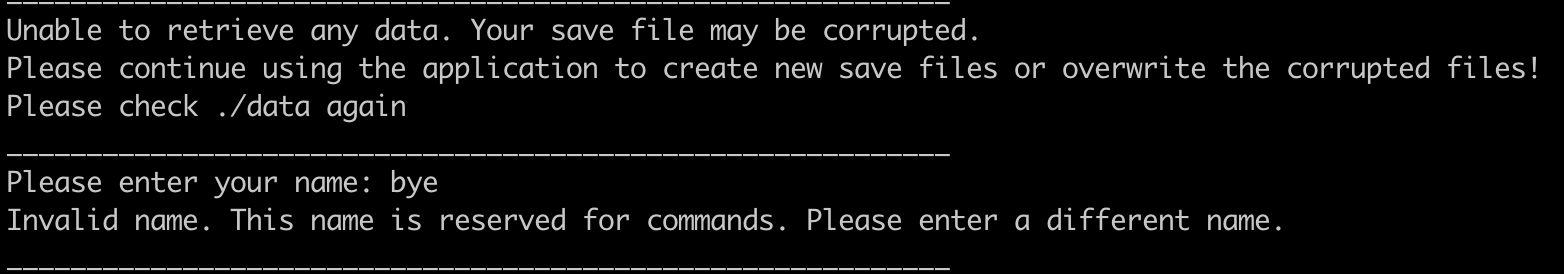 ____________________________________________________________
Unable to retrieve any data. Your save file may be corrupted.
Please continue using the application to create new save files or overwrite the corrupted files!
Please check ./data again
____________________________________________________________
Please enter your name: bye
Invalid name. This name is reserved for commands. Please enter a different name.
____________________________________________________________